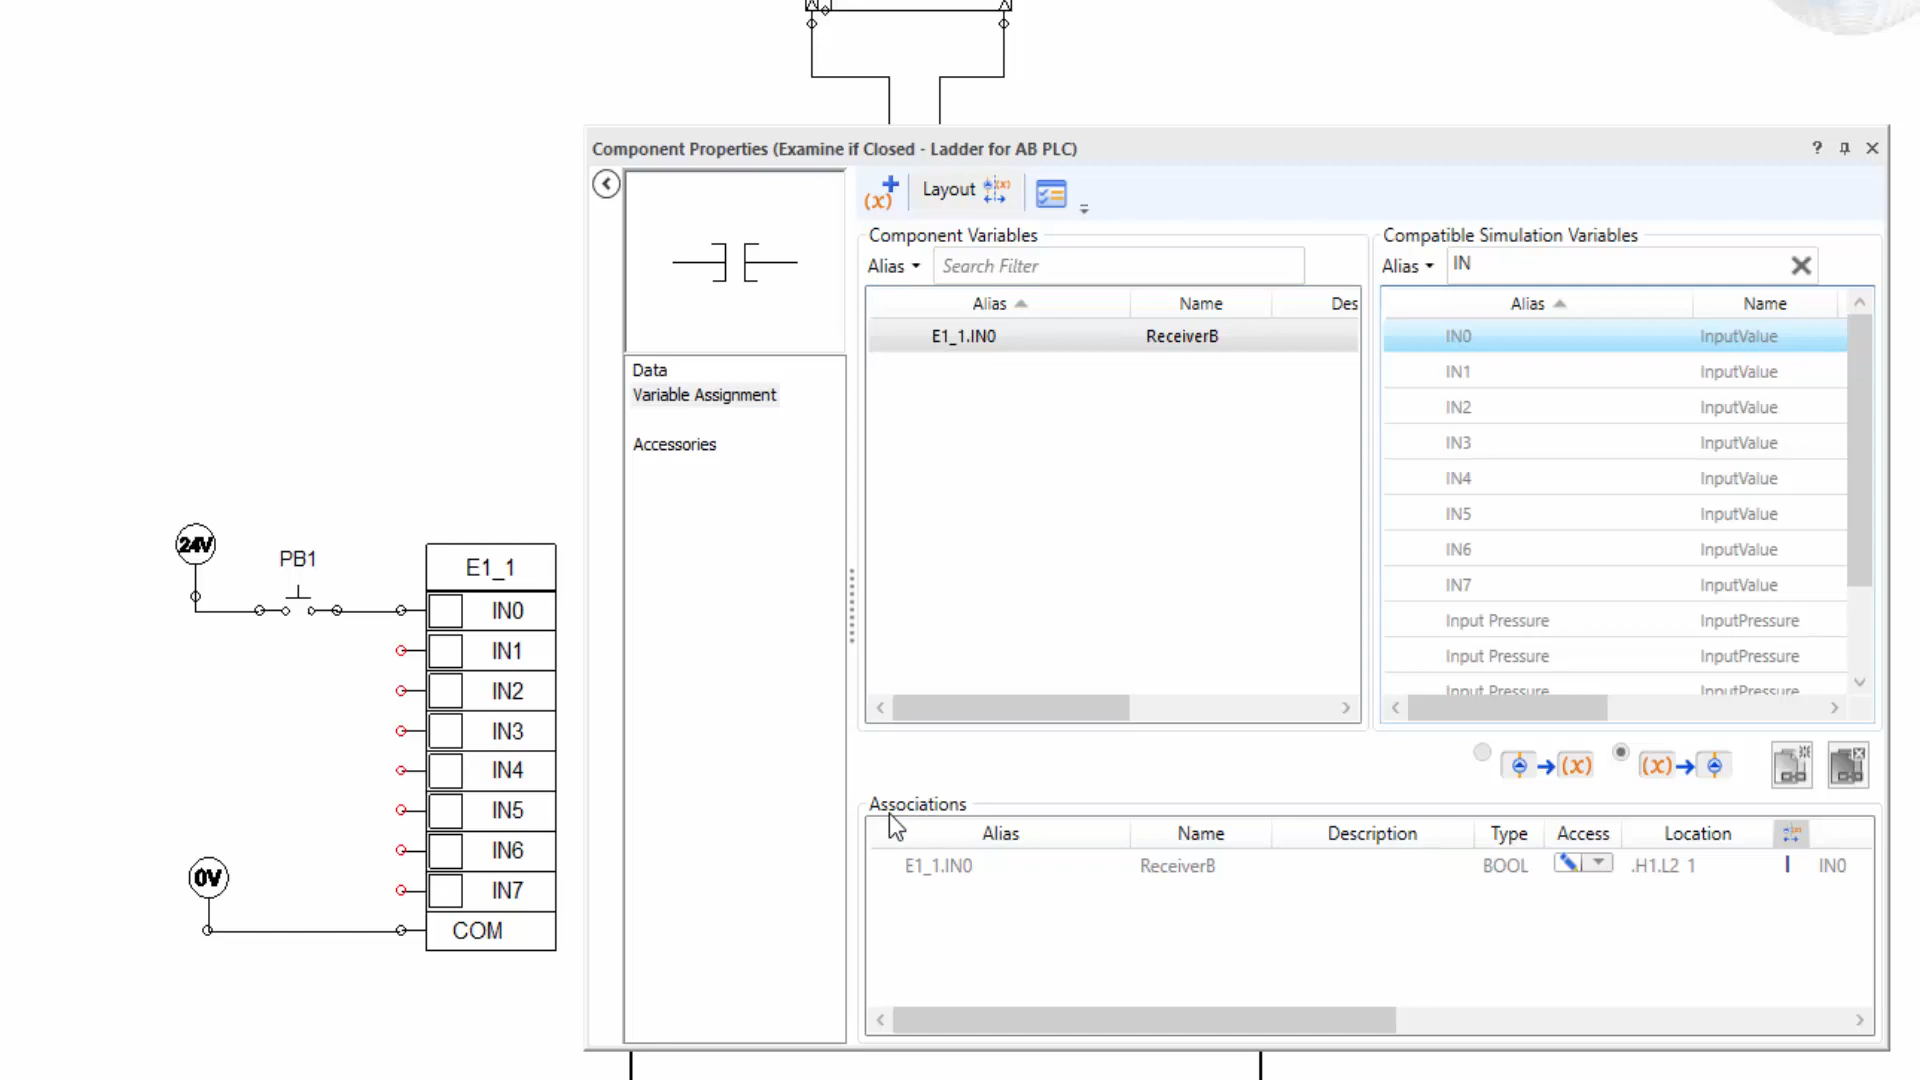 Component Properties (Examine if Closed - Ladder for AB PLC)
?
(x)
Layout
(x)
Component Variables
Alias
Search Filter
Alias Name Des
E1_1.IN0 ReceiverB
Compatible Simulation Variables
Alias
IN
Alias Name
IN0 InputValue
IN1 InputValue
IN2 InputValue
IN3 InputValue
IN4 InputValue
IN5 InputValue
IN6 InputValue
IN7 InputValue
Input Pressure InputPressure
Input Pressure InputPressure
Input Pressure InputPressure
Data
Variable Assignment
Accessories
(x)
(x)
Associations
Alias Name Description Type Access Location
E1_1.IN0 ReceiverB BOOL .H1.L2 1 IN0
24V
PB1
E1_1
IN0
IN1
IN2
IN3
IN4
IN5
IN6
IN7
COM
0V